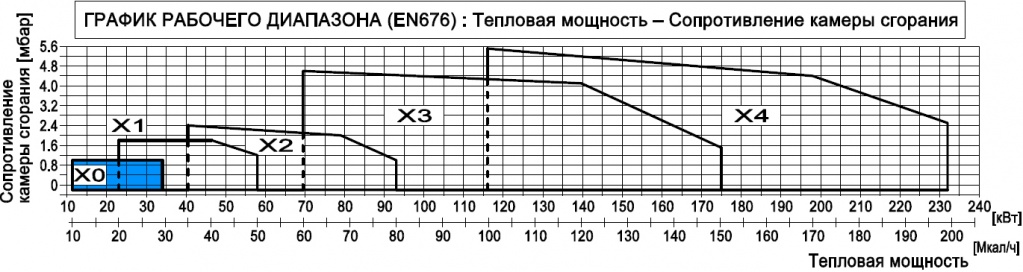 ГРАФИК РАБОЧЕГО ДИАПАЗОНА (EN676) : Тепловая мощность – Сопротивление камеры сгорания
Сопротивление
камеры сгорания [мбар]
5.6
4.8
4.0
3.2
2.4
1.6
0.8
0
X0
X1
X2
X3
X4
10 20 30 40 50 60 70 80 90 100 110 120 130 140 150 160 170 180 190 200 210 220 230 240 [кВт]
10 20 30 40 50 60 70 80 90 100 110 120 130 140 150 160 170 180 190 200 [Мкал/ч]
Тепловая мощность